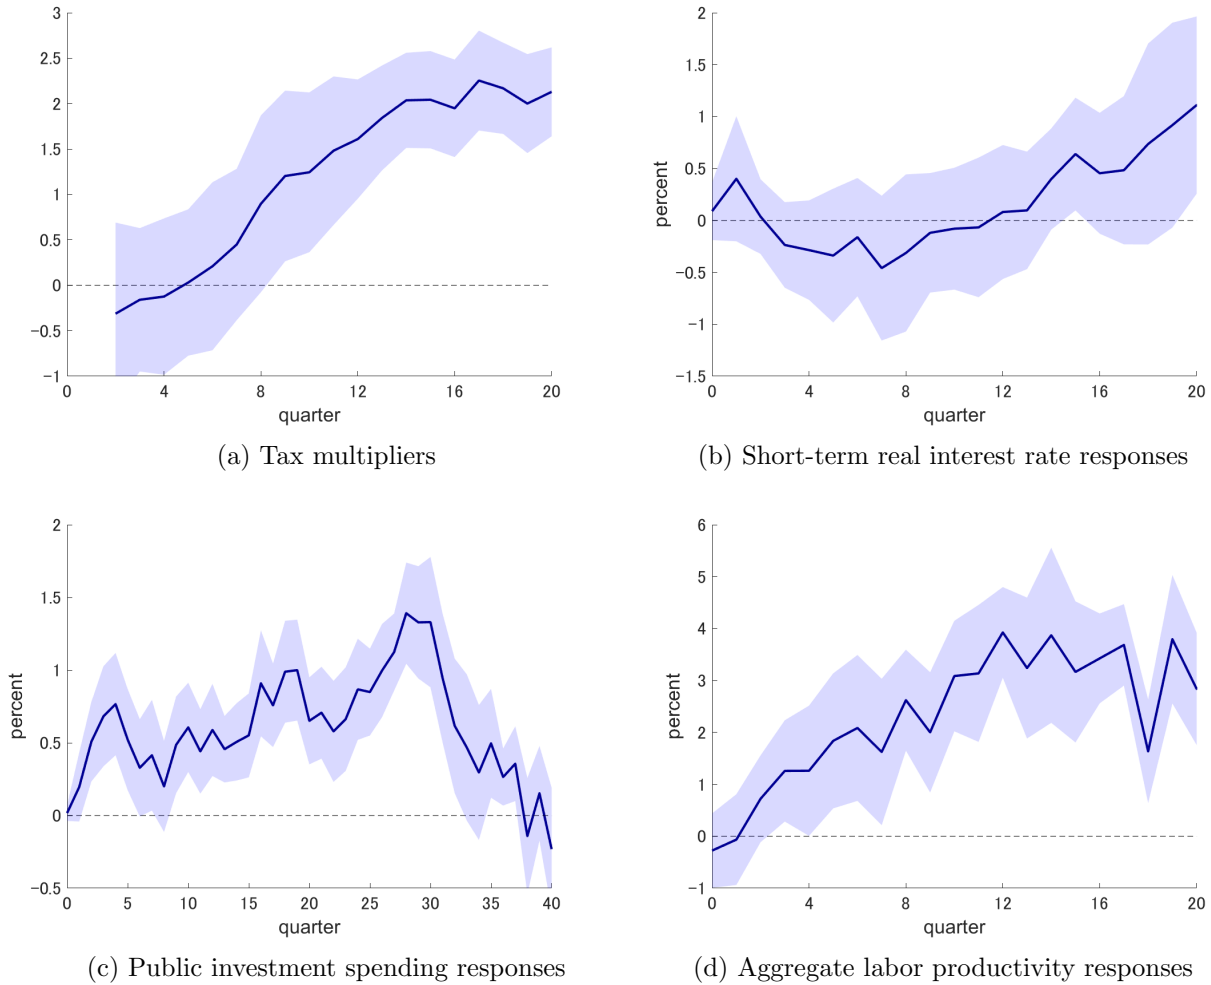 3
2.5
2
1.5
1
0.5
0
−0.5
−1
0 4 8 12 16 20
quarter
(a) Tax multipliers
2
1.5
1
0.5
0
−0.5
−1
−1.5
percent
0 4 8 12 16 20
quarter
(b) Short-term real interest rate responses
2
1.5
1
0.5
0
−0.5
percent
0 5 10 15 20 25 30 35 40
quarter
(c) Public investment spending responses
6
5
4
3
2
1
0
−1
percent
0 4 8 12 16 20
quarter
(d) Aggregate labor productivity responses